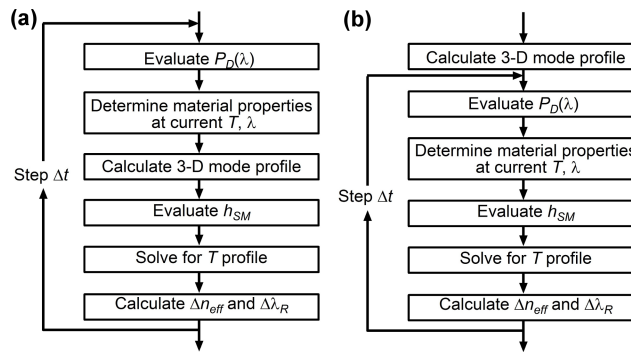 (a)
Evaluate P_D(λ)
Determine material properties
at current T, λ
Calculate 3-D mode profile
Step Δt
Evaluate h_SM
Solve for T profile
Calculate Δn_eff and Δλ_R
(b)
Calculate 3-D mode profile
Evaluate P_D(λ)
Determine material properties
at current T, λ
Step Δt
Evaluate h_SM
Solve for T profile
Calculate Δn_eff and Δλ_R